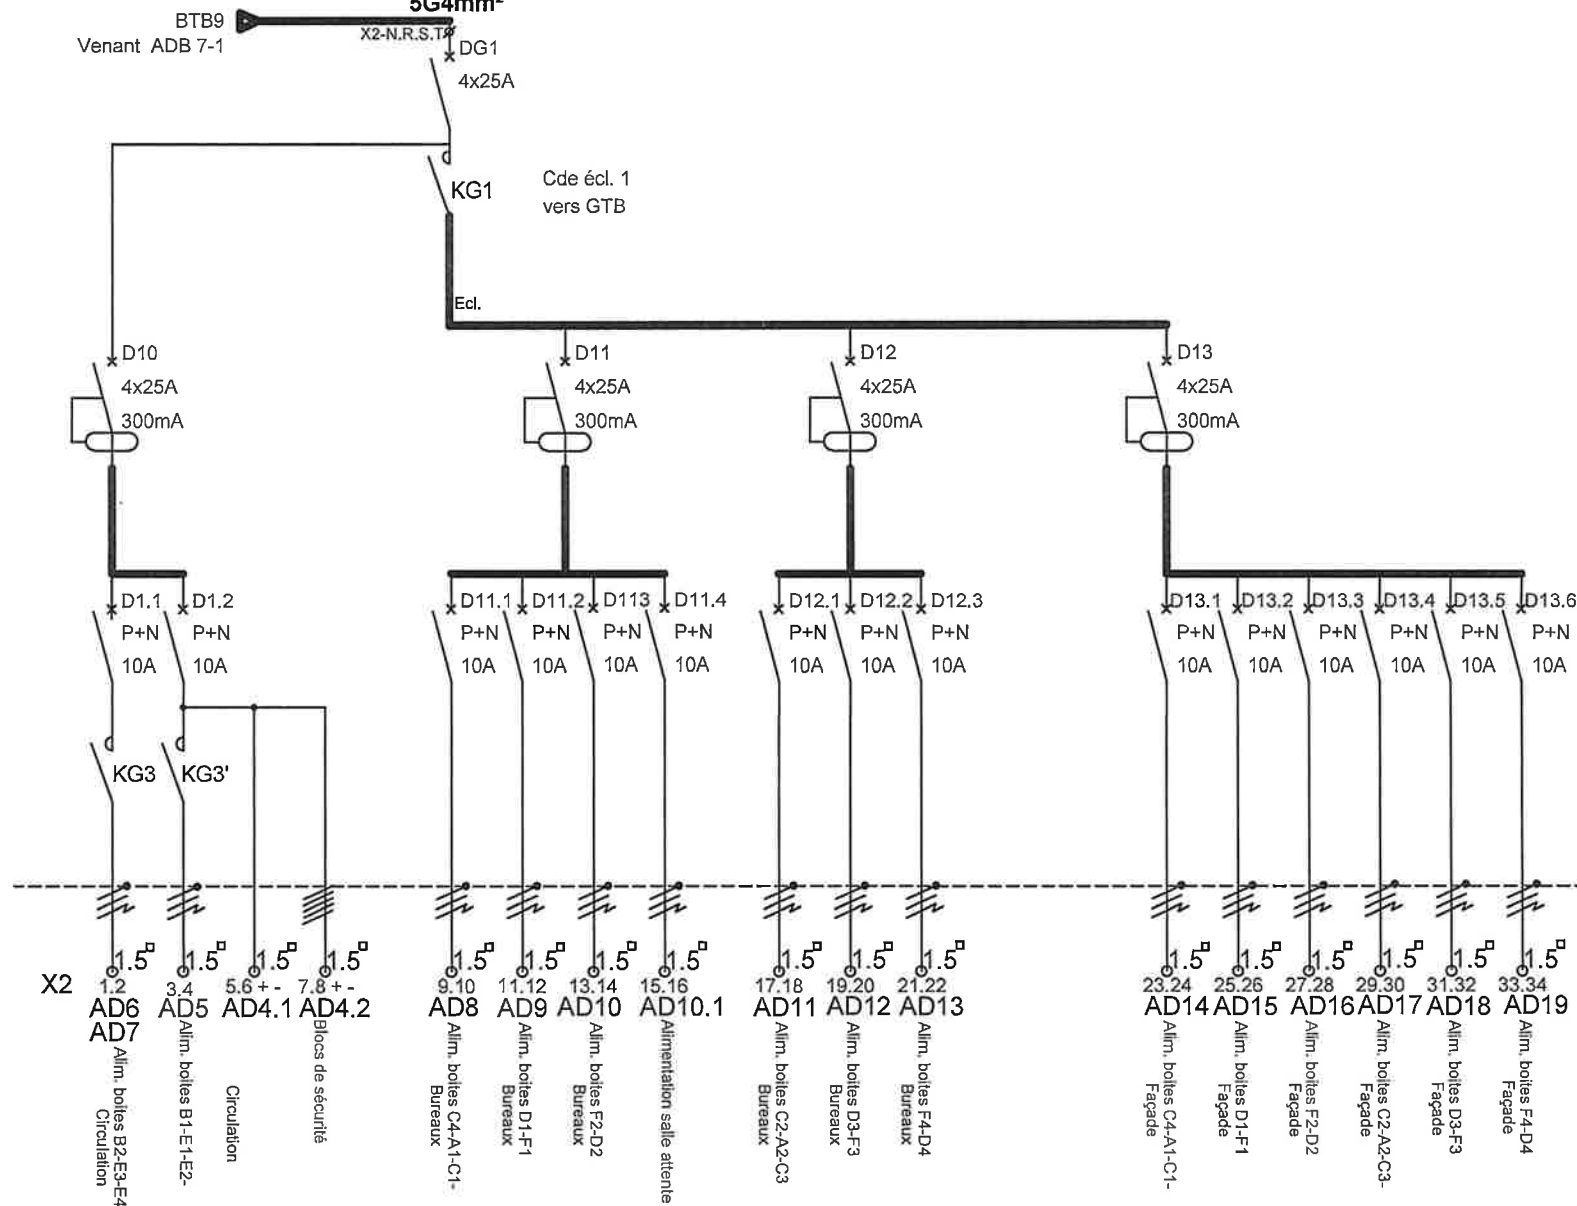 5G4mm²
BTB9
Venant ADB 7-1
X2-N.R.S.T
DG1
4x25A
KG1
Cde écl. 1
vers GTB
Ecl.
D10
4x25A
300mA
D11
4x25A
300mA
D12
4x25A
300mA
D13
4x25A
300mA
D1.1
P+N
10A
D1.2
P+N
10A
D11.1
P+N
10A
D11.2
P+N
10A
D113
P+N
10A
D11.4
P+N
10A
D12.1
P+N
10A
D12.2
P+N
10A
D12.3
P+N
10A
D13.1
P+N
10A
D13.2
P+N
10A
D13.3
P+N
10A
D13.4
P+N
10A
D13.5
P+N
10A
D13.6
P+N
10A
KG3
KG3'
1.5 1.5 1.5 1.5 1.5 1.5 1.5 1.5 1.5 1.5 1.5 1.5 1.5 1.5 1.5 1.5 1.5
X2
1.2 3.4 5.6 + - 7.8 + - 9.10 11.12 13.14 15.16 17.18 19.20 21.22 23.24 25.26 27.28 29.30 31.32 33.34
AD6 AD5 AD4.1 AD4.2 AD8 AD9 AD10 AD10.1 AD11 AD12 AD13 AD14 AD15 AD16 AD17 AD18 AD19
AD7
Alim. boites B2-E3-E4
Circulation
Alim. boites B1-E1-E2-
Circulation
Blocs de sécurité
Alim. boites C4-A1-C1-
Bureaux
Alim. boites D1-F1
Bureaux
Alim. boites F2-D2
Bureaux
Alimentation salle attente
Alim. boites C2-A2-C3
Bureaux
Alim. boites D3-F3
Bureaux
Alim. boites F4-D4
Bureaux
Alim. boites C4-A1-C1-
Façade
Alim. boites D1-F1
Façade
Alim. boites F2-D2
Façade
Alim. boites C2-A2-C3-
Façade
Alim. boites D3-F3
Façade
Alim. boites F4-D4
Façade